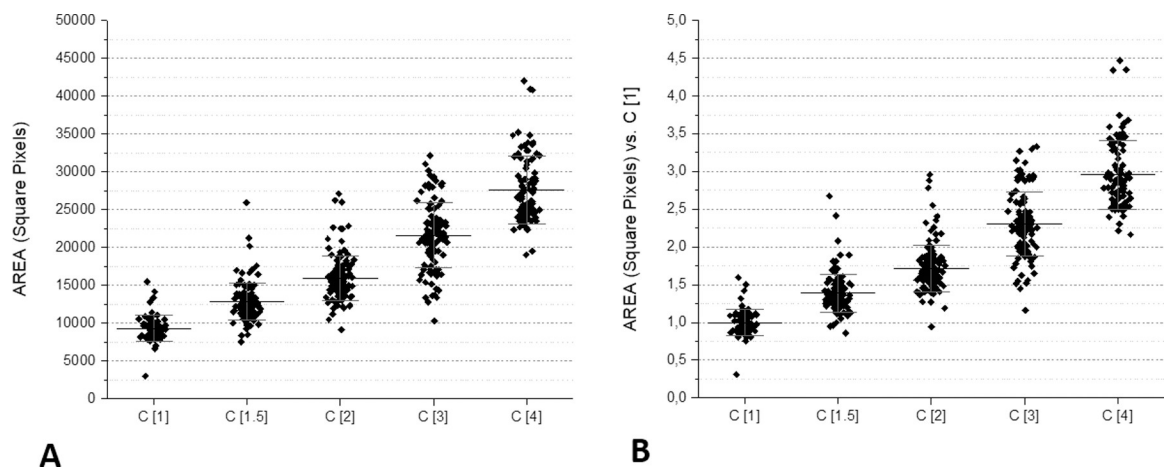 AREA (Square Pixels)
50000
45000
40000
35000
30000
25000
20000
15000
10000
5000
0
C [1]
C [1.5]
C [2]
C [3]
C [4]
A
AREA (Square Pixels) vs. C [1]
5,0
4,5
4,0
3,5
3,0
2,5
2,0
1,5
1,0
0,5
0,0
C [1]
C [1.5]
C [2]
C [3]
C [4]
B